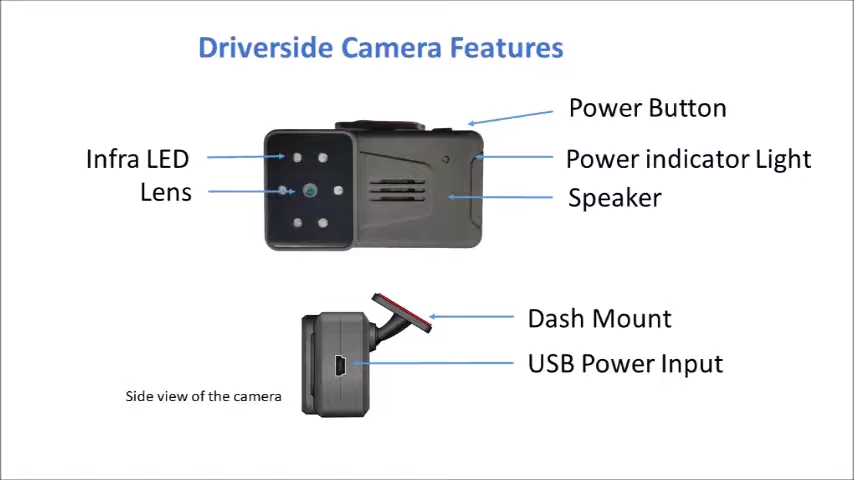 Driverside Camera Features
Power Button
Infra LED
Power indicator Light
Lens
Speaker
Dash Mount
USB Power Input
Side view of the camera